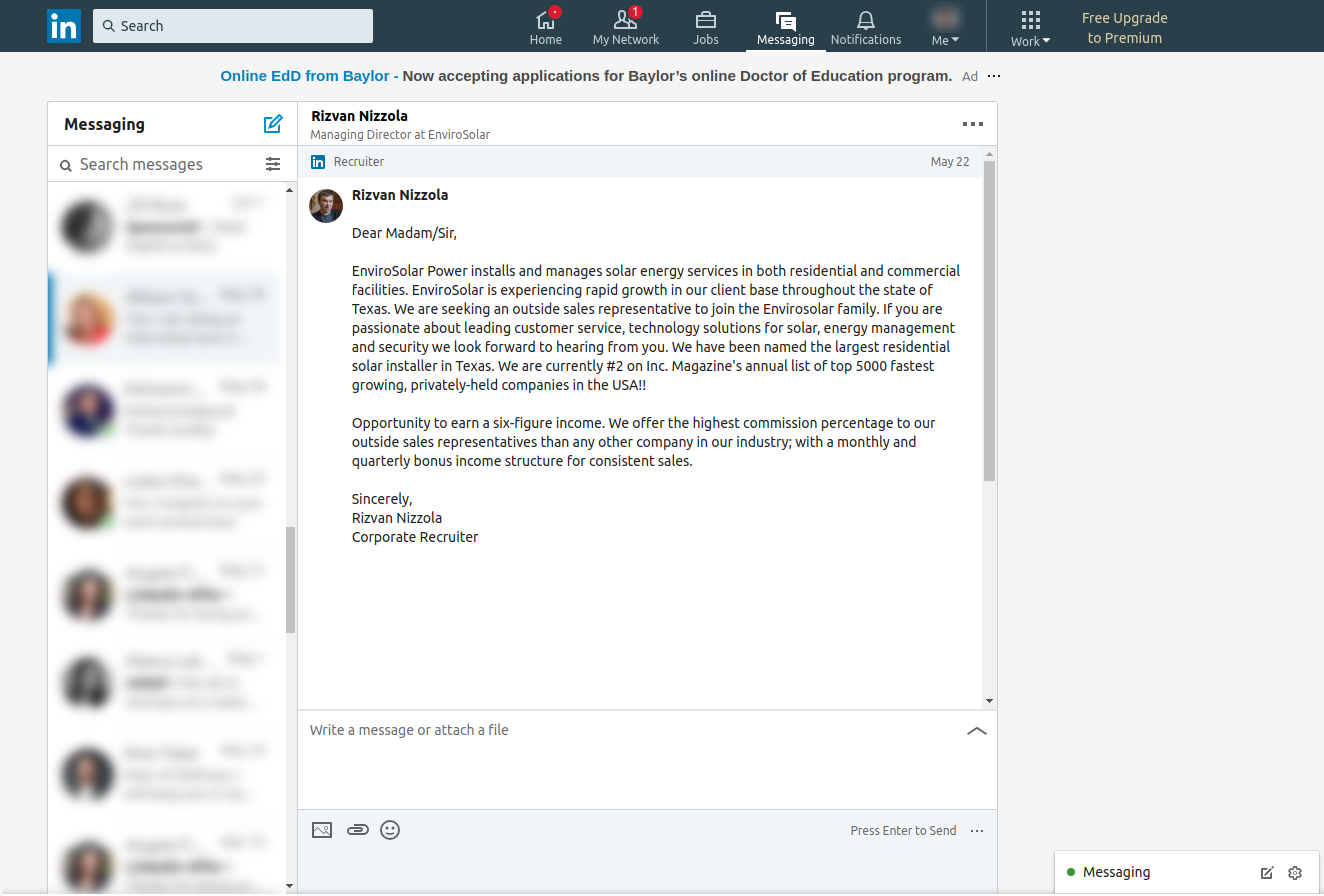 in
Search
Home
1
My Network
Jobs
Messaging
Notifications
Me
Work
Free Upgrade
to Premium
Online EdD from Baylor - Now accepting applications for Baylor’s online Doctor of Education program. Ad
Messaging
Search messages
Rizvan Nizzola
Managing Director at EnviroSolar
in Recruiter
May 22
Rizvan Nizzola
Dear Madam/Sir,
EnviroSolar Power installs and manages solar energy services in both residential and commercial
facilities. EnviroSolar is experiencing rapid growth in our client base throughout the state of
Texas. We are seeking an outside sales representative to join the Envirosolar family. If you are
passionate about leading customer service, technology solutions for solar, energy management
and security we look forward to hearing from you. We have been named the largest residential
solar installer in Texas. We are currently #2 on Inc. Magazine's annual list of top 5000 fastest
growing, privately-held companies in the USA!!
Opportunity to earn a six-figure income. We offer the highest commission percentage to our
outside sales representatives than any other company in our industry; with a monthly and
quarterly bonus income structure for consistent sales.
Sincerely,
Rizvan Nizzola
Corporate Recruiter
Write a message or attach a file
Press Enter to Send
Messaging